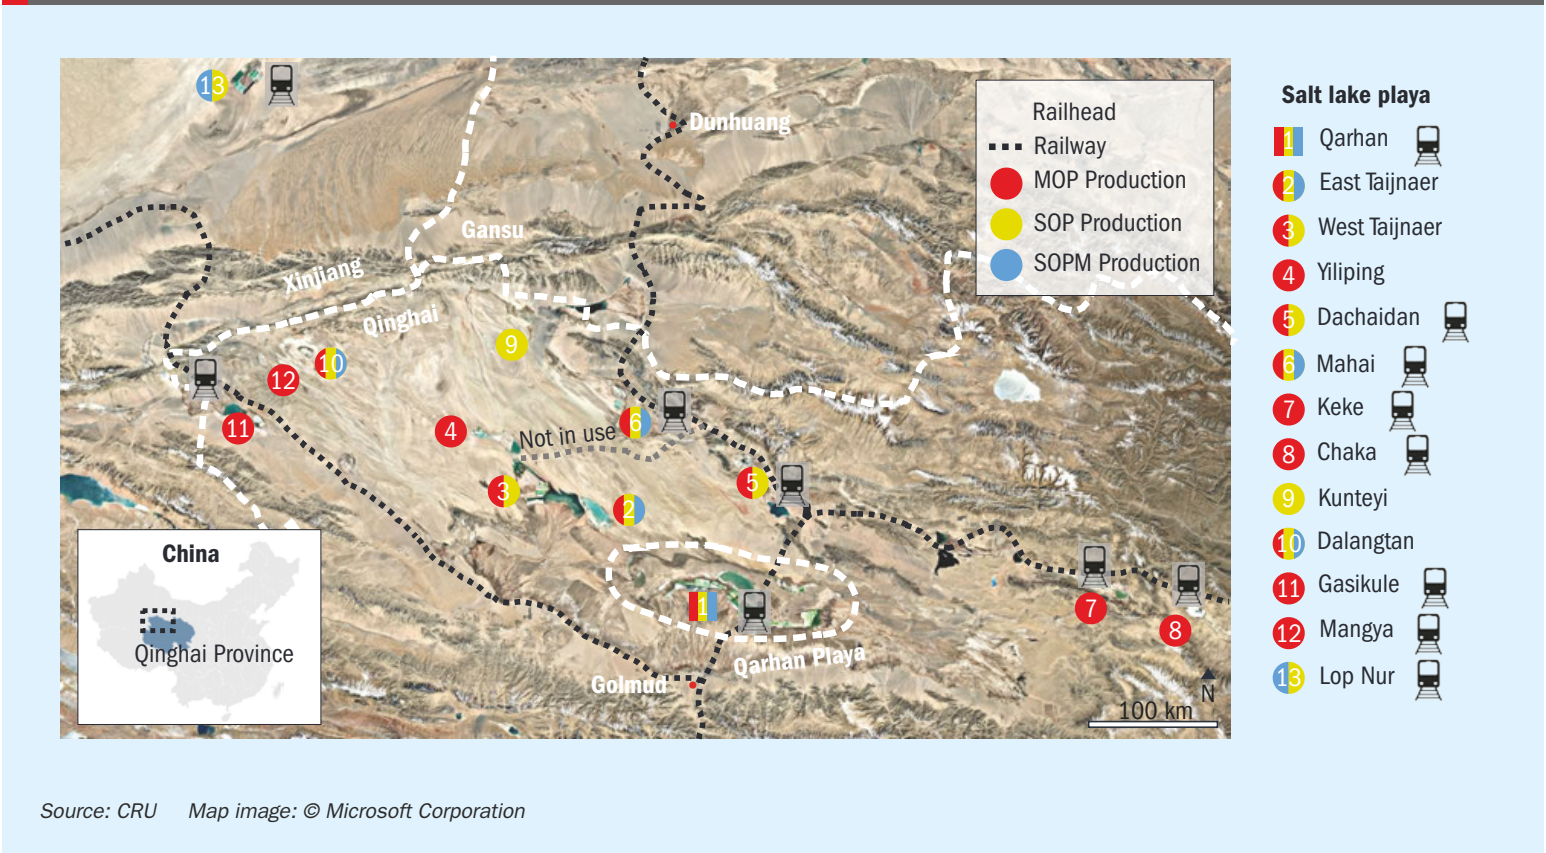 13
Dunhuang
Gansu
Xinjiang
Qinghai
9
10
12
11
4
Not in use
6
3
2
5
1
7
8
Qarhan Playa
Golmud
N
100 km
China
Qinghai Province
Railhead
Railway
MOP Production
SOP Production
SOPM Production
Salt lake playa
1 Qarhan
2 East Taijnaer
3 West Taijnaer
4 Yiliping
5 Dachaidan
6 Mahai
7 Keke
8 Chaka
9 Kunteyi
10 Dalangtan
11 Gasikule
12 Mangya
13 Lop Nur
Source: CRU Map image: © Microsoft Corporation